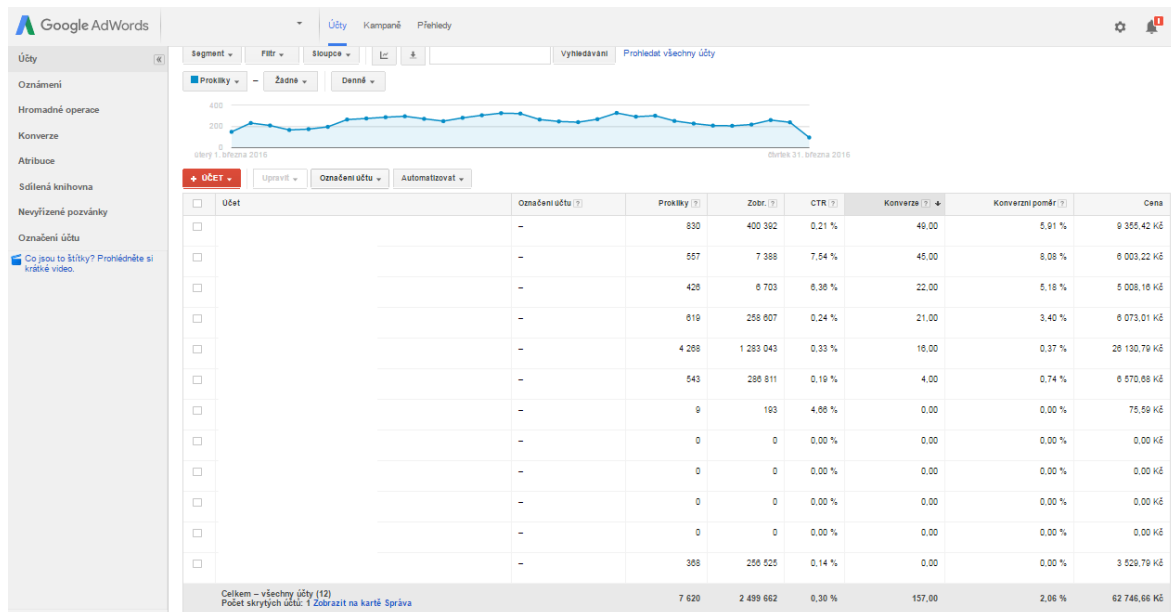 Google AdWords Účty Kampaně Přehledy 1
Účty
Oznámení
Hromadné operace
Konverze
Atribuce
Sdílená knihovna
Nevyřízené pozvánky
Označení účtu
Co jsou to štítky? Prohlédněte si
krátké video.
Segment Filtr Sloupce Vyhledávání Prohledat všechny účty
Prokliky – Žádné Denně
400
200
0
úterý 1. března 2016 čtvrtek 31. března 2016
+ ÚČET Upravit Označení účtu Automatizovat
Účet Označení účtu ? Prokliky ? Zobr. ? CTR ? Konverze ? Konverzní poměr ? Cena
– 830 400 392 0,21 % 49,00 5,91 % 9 355,42 Kč
– 557 7 388 7,54 % 45,00 8,08 % 6 003,22 Kč
– 426 6 703 6,36 % 22,00 5,18 % 5 008,16 Kč
– 619 258 607 0,24 % 21,00 3,40 % 6 073,01 Kč
– 4 268 1 283 043 0,33 % 16,00 0,37 % 26 130,79 Kč
– 543 286 811 0,19 % 4,00 0,74 % 6 570,68 Kč
– 9 193 4,66 % 0,00 0,00 % 75,59 Kč
– 0 0 0,00 % 0,00 0,00 % 0,00 Kč
– 0 0 0,00 % 0,00 0,00 % 0,00 Kč
– 0 0 0,00 % 0,00 0,00 % 0,00 Kč
– 0 0 0,00 % 0,00 0,00 % 0,00 Kč
– 368 256 525 0,14 % 0,00 0,00 % 3 529,79 Kč
Celkem – všechny účty (12) 7 620 2 499 662 0,30 % 157,00 2,06 % 62 746,66 Kč
Počet skrytých účtů: 1 Zobrazit na kartě Správa